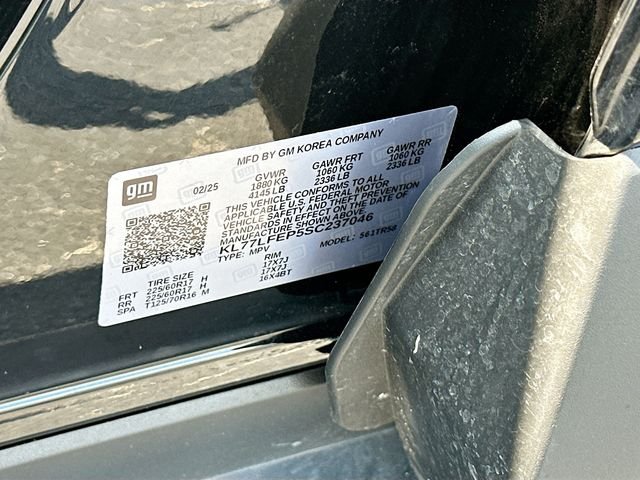 MFD BY GM KOREA COMPANY
gm
02/25
GVWR GAWR FRT GAWR RR
1880 KG 1060 KG 1060 KG
4145 LB 2336 LB 2336 LB
THIS VEHICLE CONFORMS TO ALL
APPLICABLE U.S. FEDERAL MOTOR
VEHICLE SAFETY AND THEFT PREVENTION
STANDARDS IN EFFECT ON THE DATE OF
MANUFACTURE SHOWN ABOVE
KL77LFEP5SC237046
TYPE: MPV MODEL: 561TR58
TIRE SIZE RIM
FRT 225/60R17 H 17X7J
RR 225/60R17 H 17X7J
SPA T125/70R16 M 16X4BT